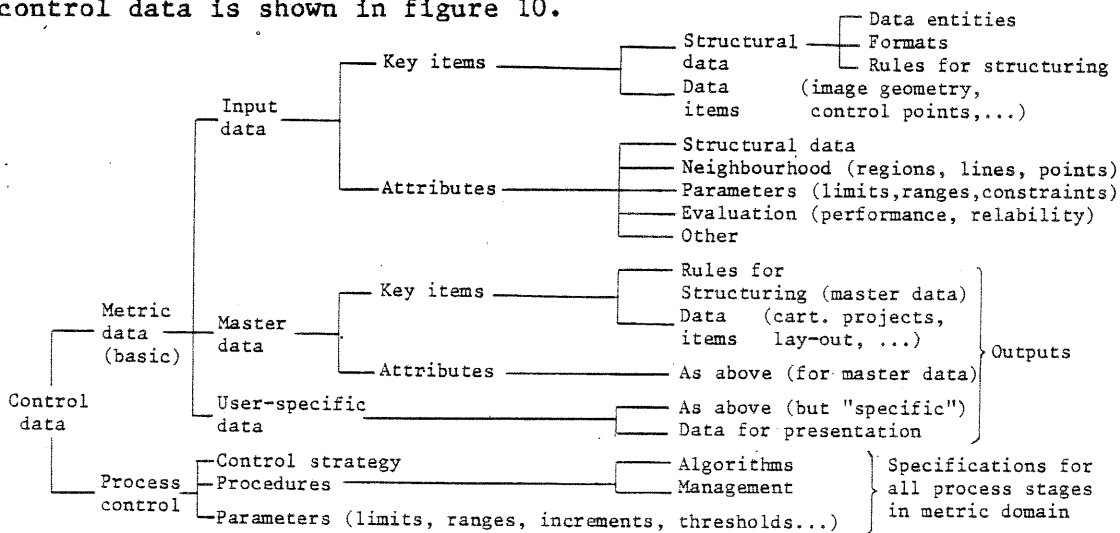 control data is shown in figure 10.
Data entities
Structural Formats
data Rules for structuring
Key items
Data (image geometry,
items control points,...)
Input
data
Structural data
Neighbourhood (regions, lines, points)
Attributes Parameters (limits,ranges,constraints)
Evaluation (performance, relability)
Other
Rules for
Key items Structuring (master data)
Metric Master Data (cart. projects,
data data items lay-out, ...)
(basic) Outputs
Attributes As above (for master data)
Control User-specific As above (but "specific")
data data Data for presentation
Control strategy Algorithms Specifications for
Process Procedures Management all process stages
control in metric domain
Parameters (limits, ranges, increments, thresholds...)